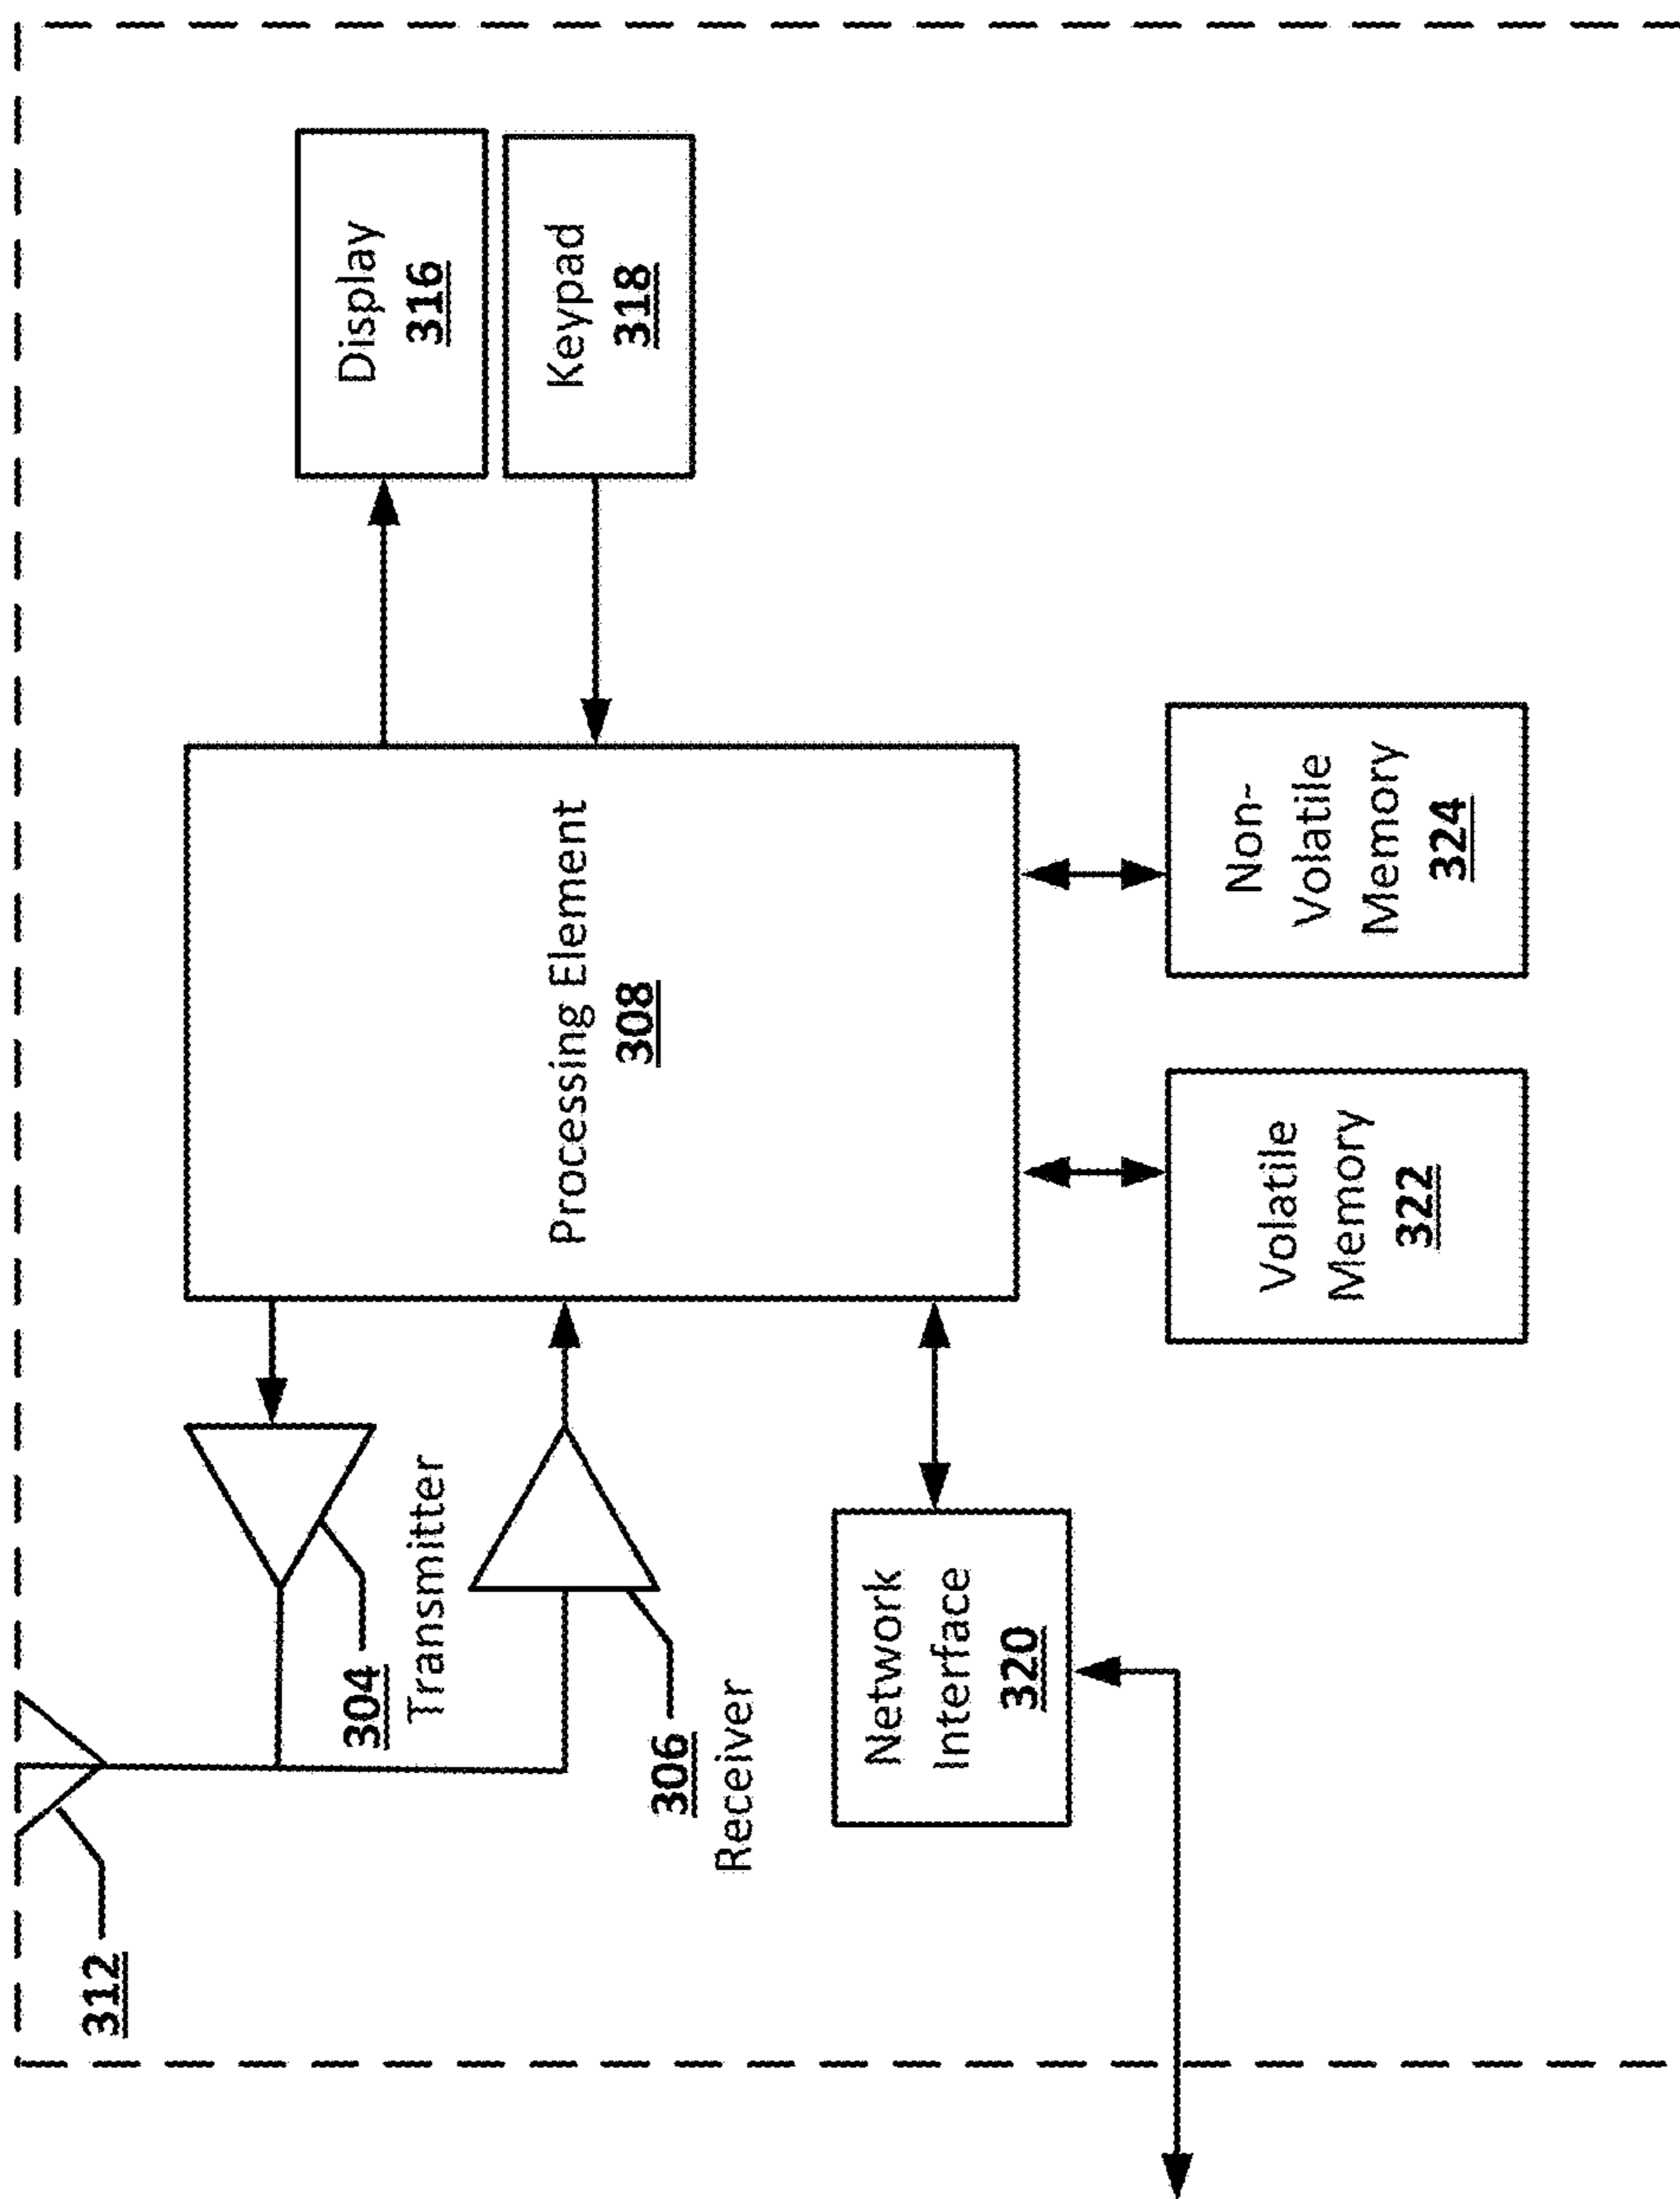 312
304
Transmitter
306
Receiver
Network
Interface
320
Processing Element
308
Display
316
Keypad
318
Volatile
Memory
322
Non-
Volatile
Memory
324